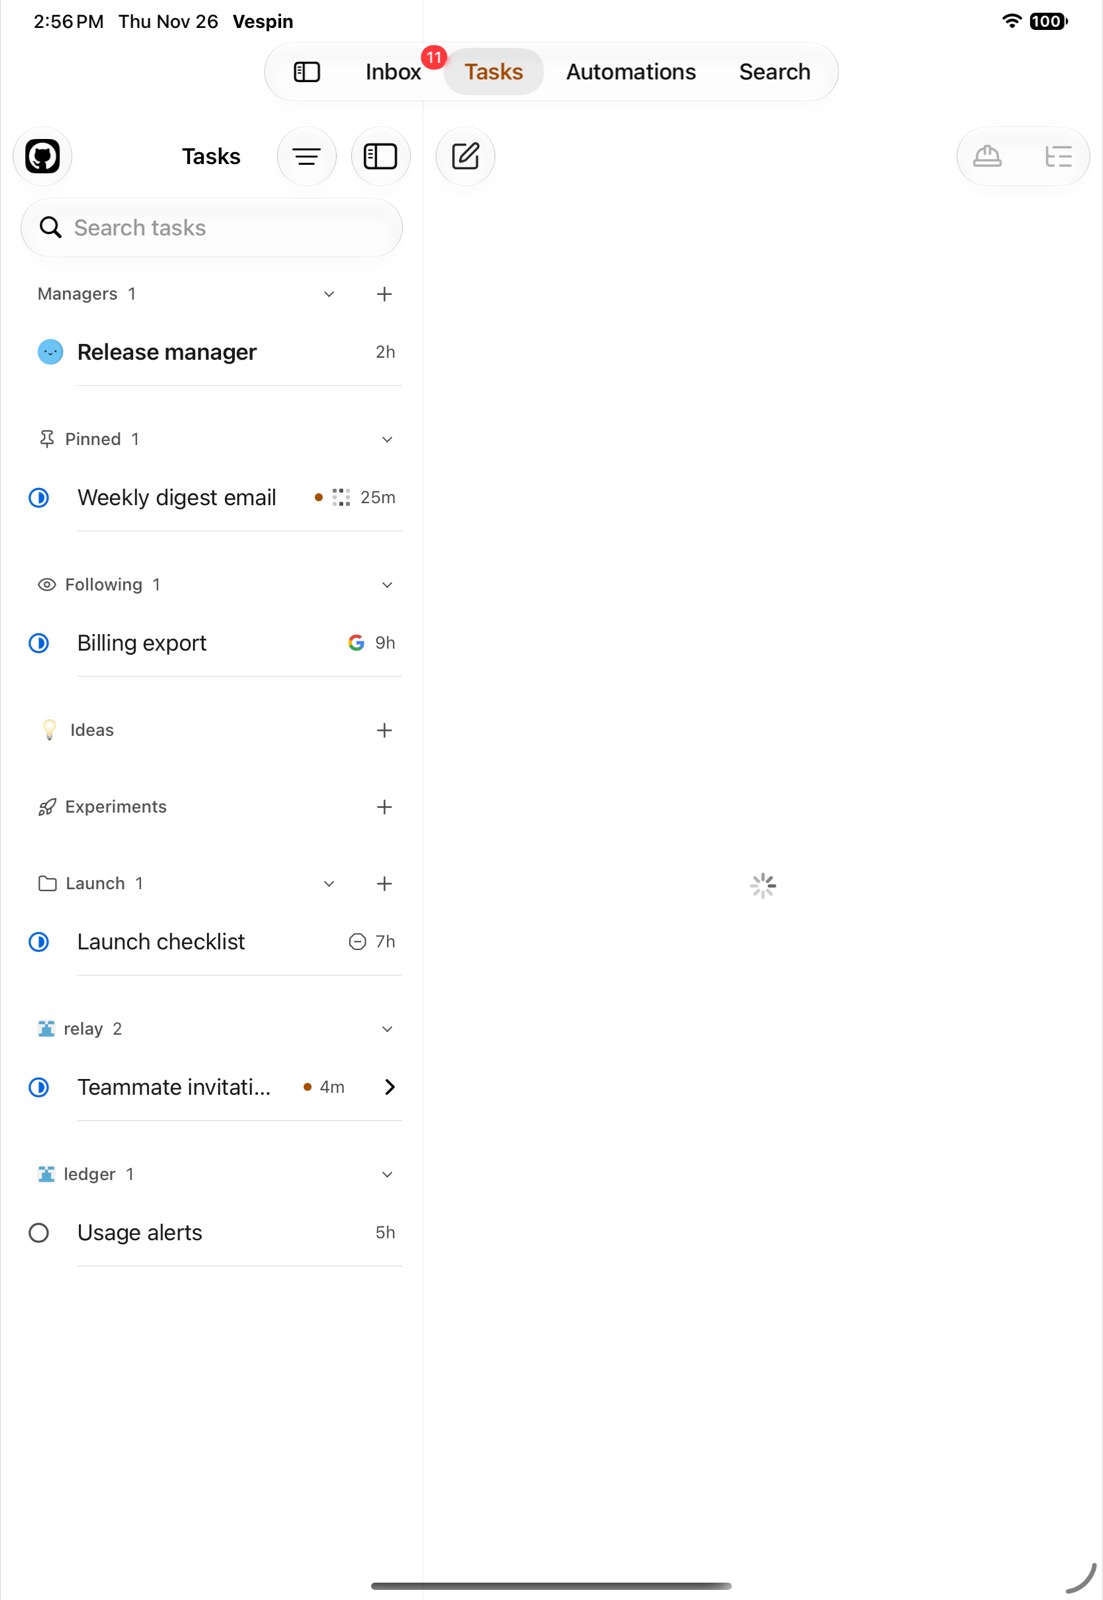 2:56 PM Thu Nov 26 Vespin
100
Inbox 11 Tasks Automations Search
Tasks
Search tasks
Managers 1
Release manager 2h
Pinned 1
Weekly digest email 25m
Following 1
Billing export 9h
Ideas
Experiments
Launch 1
Launch checklist 7h
relay 2
Teammate invitati... 4m
ledger 1
Usage alerts 5h